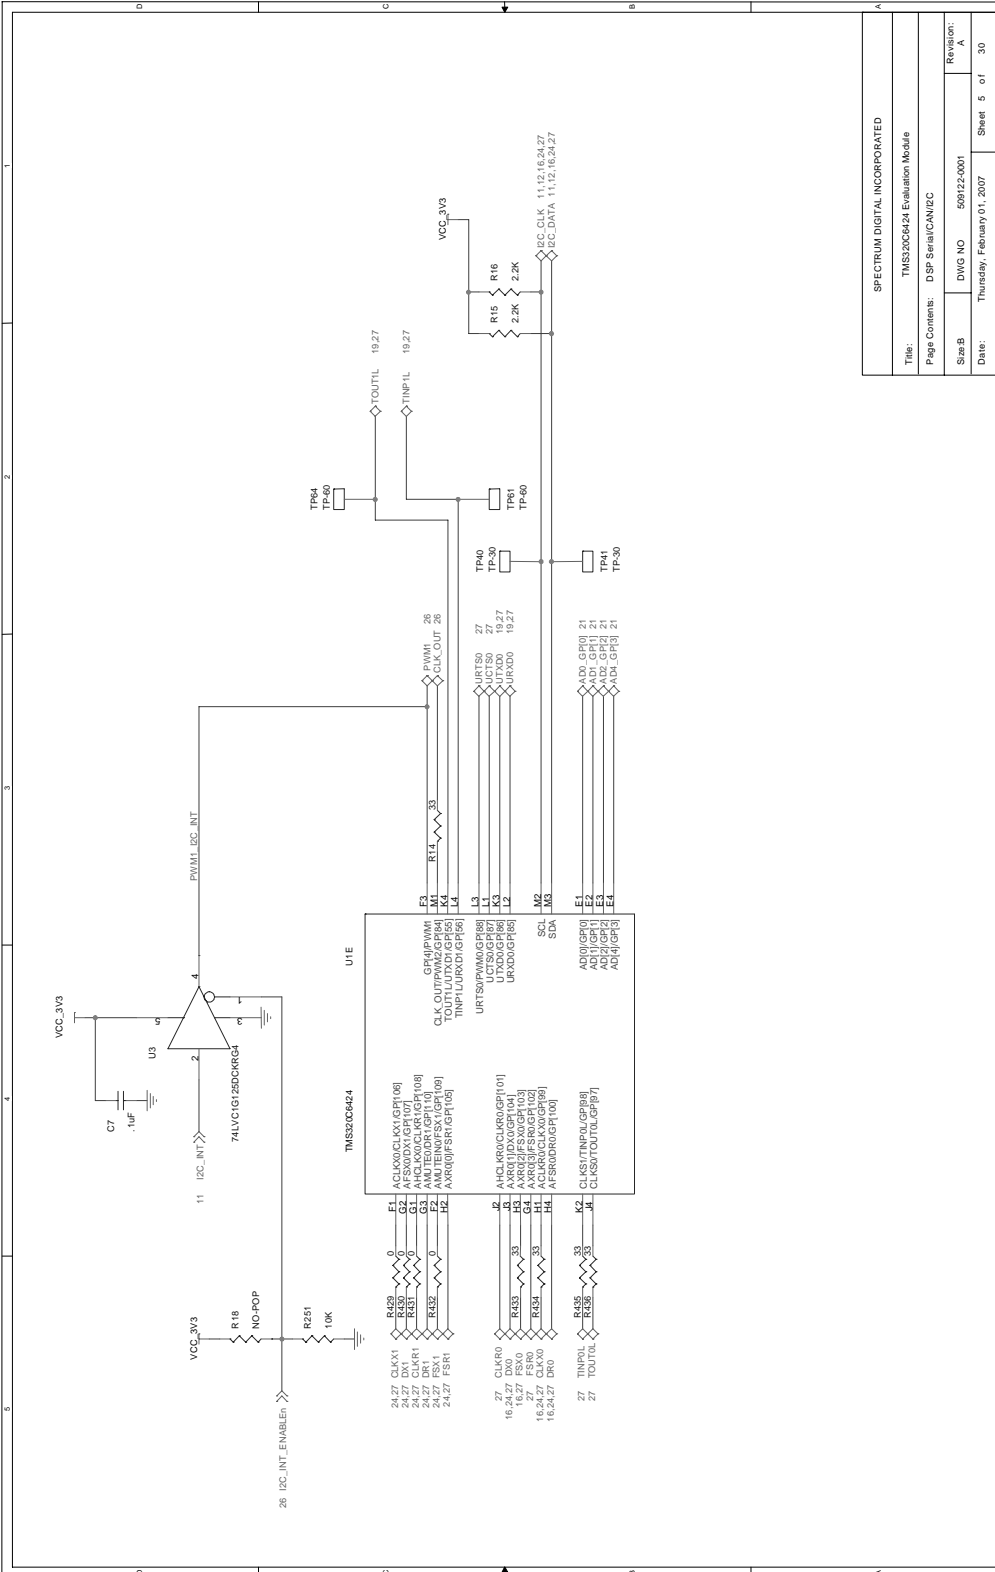 5
4
3
2
1
D
C
B
A
VCC_3V3
C7
.1uF
U3
5
11 I2C_INT
2
4
PWM1_I2C_INT
3
1
74LVC1G125DCKRG4
VCC_3V3
R18
NO-POP
R251
10K
26 I2C_INT_ENABLEn
TMS320C6424
U1E
24,27 CLKX1
R429
0
F1
ACLKX0/CLKX1/GP[106]
24,27 DX1
R430
0
G2
AFSX0/DX1/GP[107]
24,27 CLKR1
R431
0
G1
AHCLKX0/CLKR1/GP[108]
24,27 DR1
G3
AMUTE0/DR1/GP[110]
24,27 FSX1
R432
0
F2
AMUTEIN0/FSX1/GP[109]
24,27 FSR1
H2
AXR0[0]/FSR1/GP[105]
27 CLKR0
J2
AHCLKR0/CLKR0/GP[101]
16,24,27 DX0
J3
AXR0[1]/DX0/GP[104]
16,27 FSX0
R433
33
H3
AXR0[2]/FSX0/GP[103]
27 FSR0
G4
AXR0[3]/FSR0/GP[102]
16,24,27 CLKX0
R434
33
H1
ACLKR0/CLKX0/GP[99]
16,24,27 DR0
H4
AFSR0/DR0/GP[100]
27 TINP0L
R435
33
K2
CLKS1/TINP0L/GP[98]
27 TOUT0L
R436
33
J4
CLKS0/TOUT0L/GP[97]
GP[4]/PWM1
F3
PWM1 26
CLK_OUT/PWM2/GP[84]
M1
R14
33
CLK_OUT 26
TOUT1L/UTXD1/GP[55]
K4
TINP1L/URXD1/GP[56]
L4
TP64
TP-60
TOUT1L 19,27
TINP1L 19,27
TP61
TP-60
URTS0/PWM0/GP[88]
L3
URTS0 27
UCTS0/GP[87]
L1
UCTS0 27
UTXD0/GP[86]
K3
UTXD0 19,27
URXD0/GP[85]
L2
URXD0 19,27
VCC_3V3
R15
2.2K
R16
2.2K
TP40
TP-30
SCL
M2
I2C_CLK 11,12,16,24,27
SDA
M3
I2C_DATA 11,12,16,24,27
TP41
TP-30
AD[0]/GP[0]
E1
AD0_GP[0] 21
AD[1]/GP[1]
E2
AD1_GP[1] 21
AD[2]/GP[2]
E3
AD2_GP[2] 21
AD[4]/GP[3]
E4
AD4_GP[3] 21
SPECTRUM DIGITAL INCORPORATED
Title:
TMS320C6424 Evaluation Module
Page Contents: DSP Serial/CAN/I2C
Size:B
DWG NO 509122-0001
Revision:
A
Date:
Thursday, February 01, 2007
Sheet 5 of 30